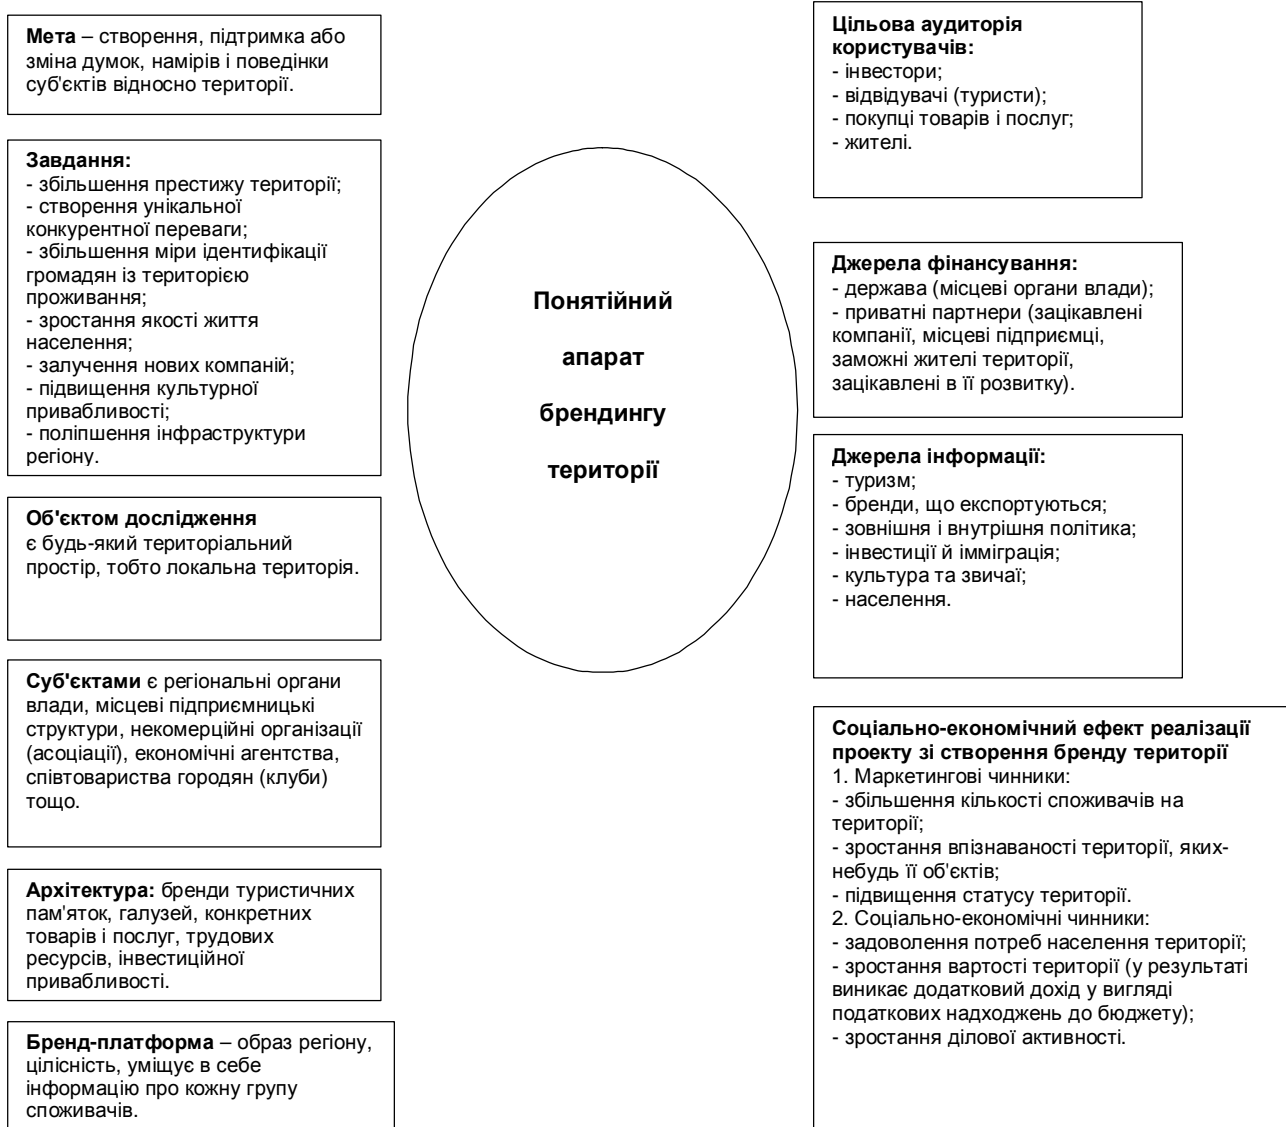 Мета – створення, підтримка або
зміна думок, намірів і поведінки
суб'єктів відносно території.
Завдання:
- збільшення престижу території;
- створення унікальної
конкурентної переваги;
- збільшення міри ідентифікації
громадян із територією
проживання;
- зростання якості життя
населення;
- залучення нових компаній;
- підвищення культурної
привабливості;
- поліпшення інфраструктури
регіону.
Об'єктом дослідження
є будь-який територіальний
простір, тобто локальна територія.
Суб'єктами є регіональні органи
влади, місцеві підприємницькі
структури, некомерційні організації
(асоціації), економічні агентства,
співтовариства городян (клуби)
тощо.
Архітектура: бренди туристичних
пам'яток, галузей, конкретних
товарів і послуг, трудових
ресурсів, інвестиційної
привабливості.
Бренд-платформа – образ регіону,
цілісність, уміщує в себе
інформацію про кожну групу
споживачів.
Понятійний
апарат
брендингу
території
Цільова аудиторія
користувачів:
- інвестори;
- відвідувачі (туристи);
- покупці товарів і послуг;
- жителі.
Джерела фінансування:
- держава (місцеві органи влади);
- приватні партнери (зацікавлені
компанії, місцеві підприємці,
заможні жителі території,
зацікавлені в її розвитку).
Джерела інформації:
- туризм;
- бренди, що експортуються;
- зовнішня і внутрішня політика;
- інвестиції й імміграція;
- культура та звичаї;
- населення.
Соціально-економічний ефект реалізації
проекту зі створення бренду території
1. Маркетингові чинники:
- збільшення кількості споживачів на
території;
- зростання впізнаваності території, яких-
небудь її об'єктів;
- підвищення статусу території.
2. Соціально-економічні чинники:
- задоволення потреб населення території;
- зростання вартості території (у результаті
виникає додатковий дохід у вигляді
податкових надходжень до бюджету);
- зростання ділової активності.